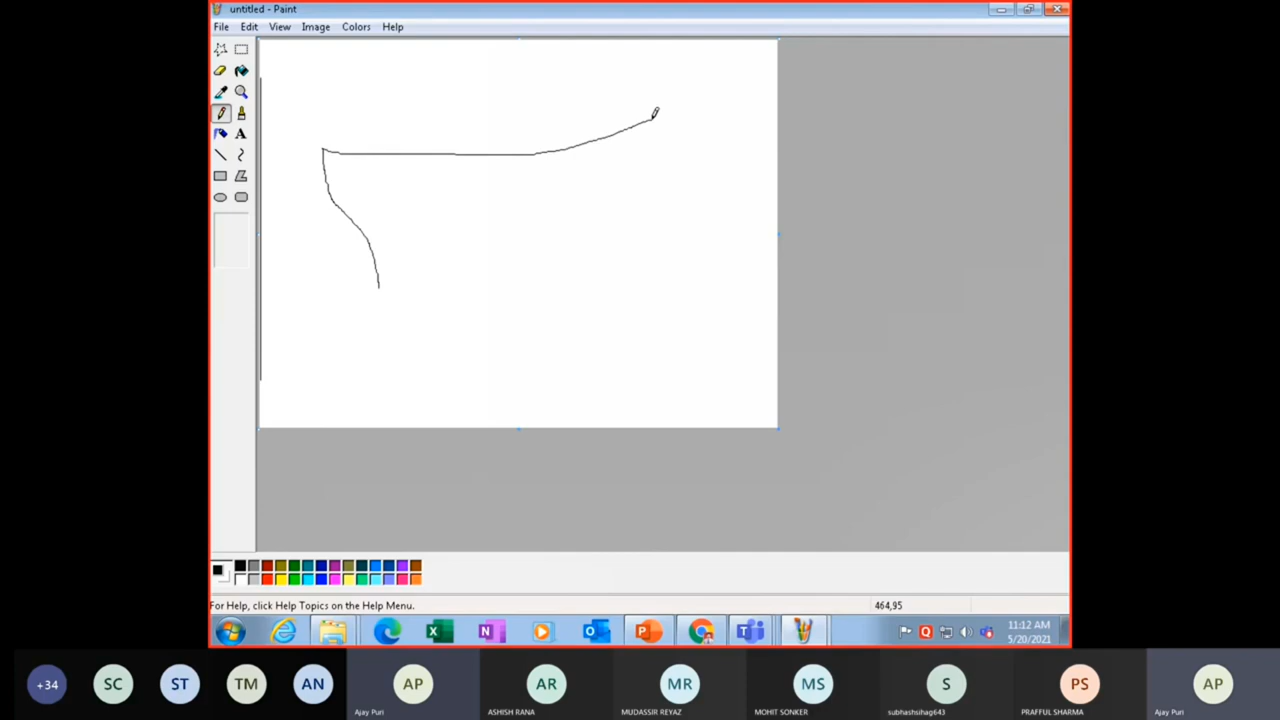 untitled - Paint
File Edit View Image Colors Help
A
For Help, click Help Topics on the Help Menu.
464,95
11:12 AM
5/20/2021
+34
SC
ST
TM
AN
AP
Ajay Puri
AR
ASHISH RANA
MR
MUDASSIR REYAZ
MS
MOHIT SONKER
S
subhashsihag643
PS
PRAFFUL SHARMA
AP
Ajay Puri